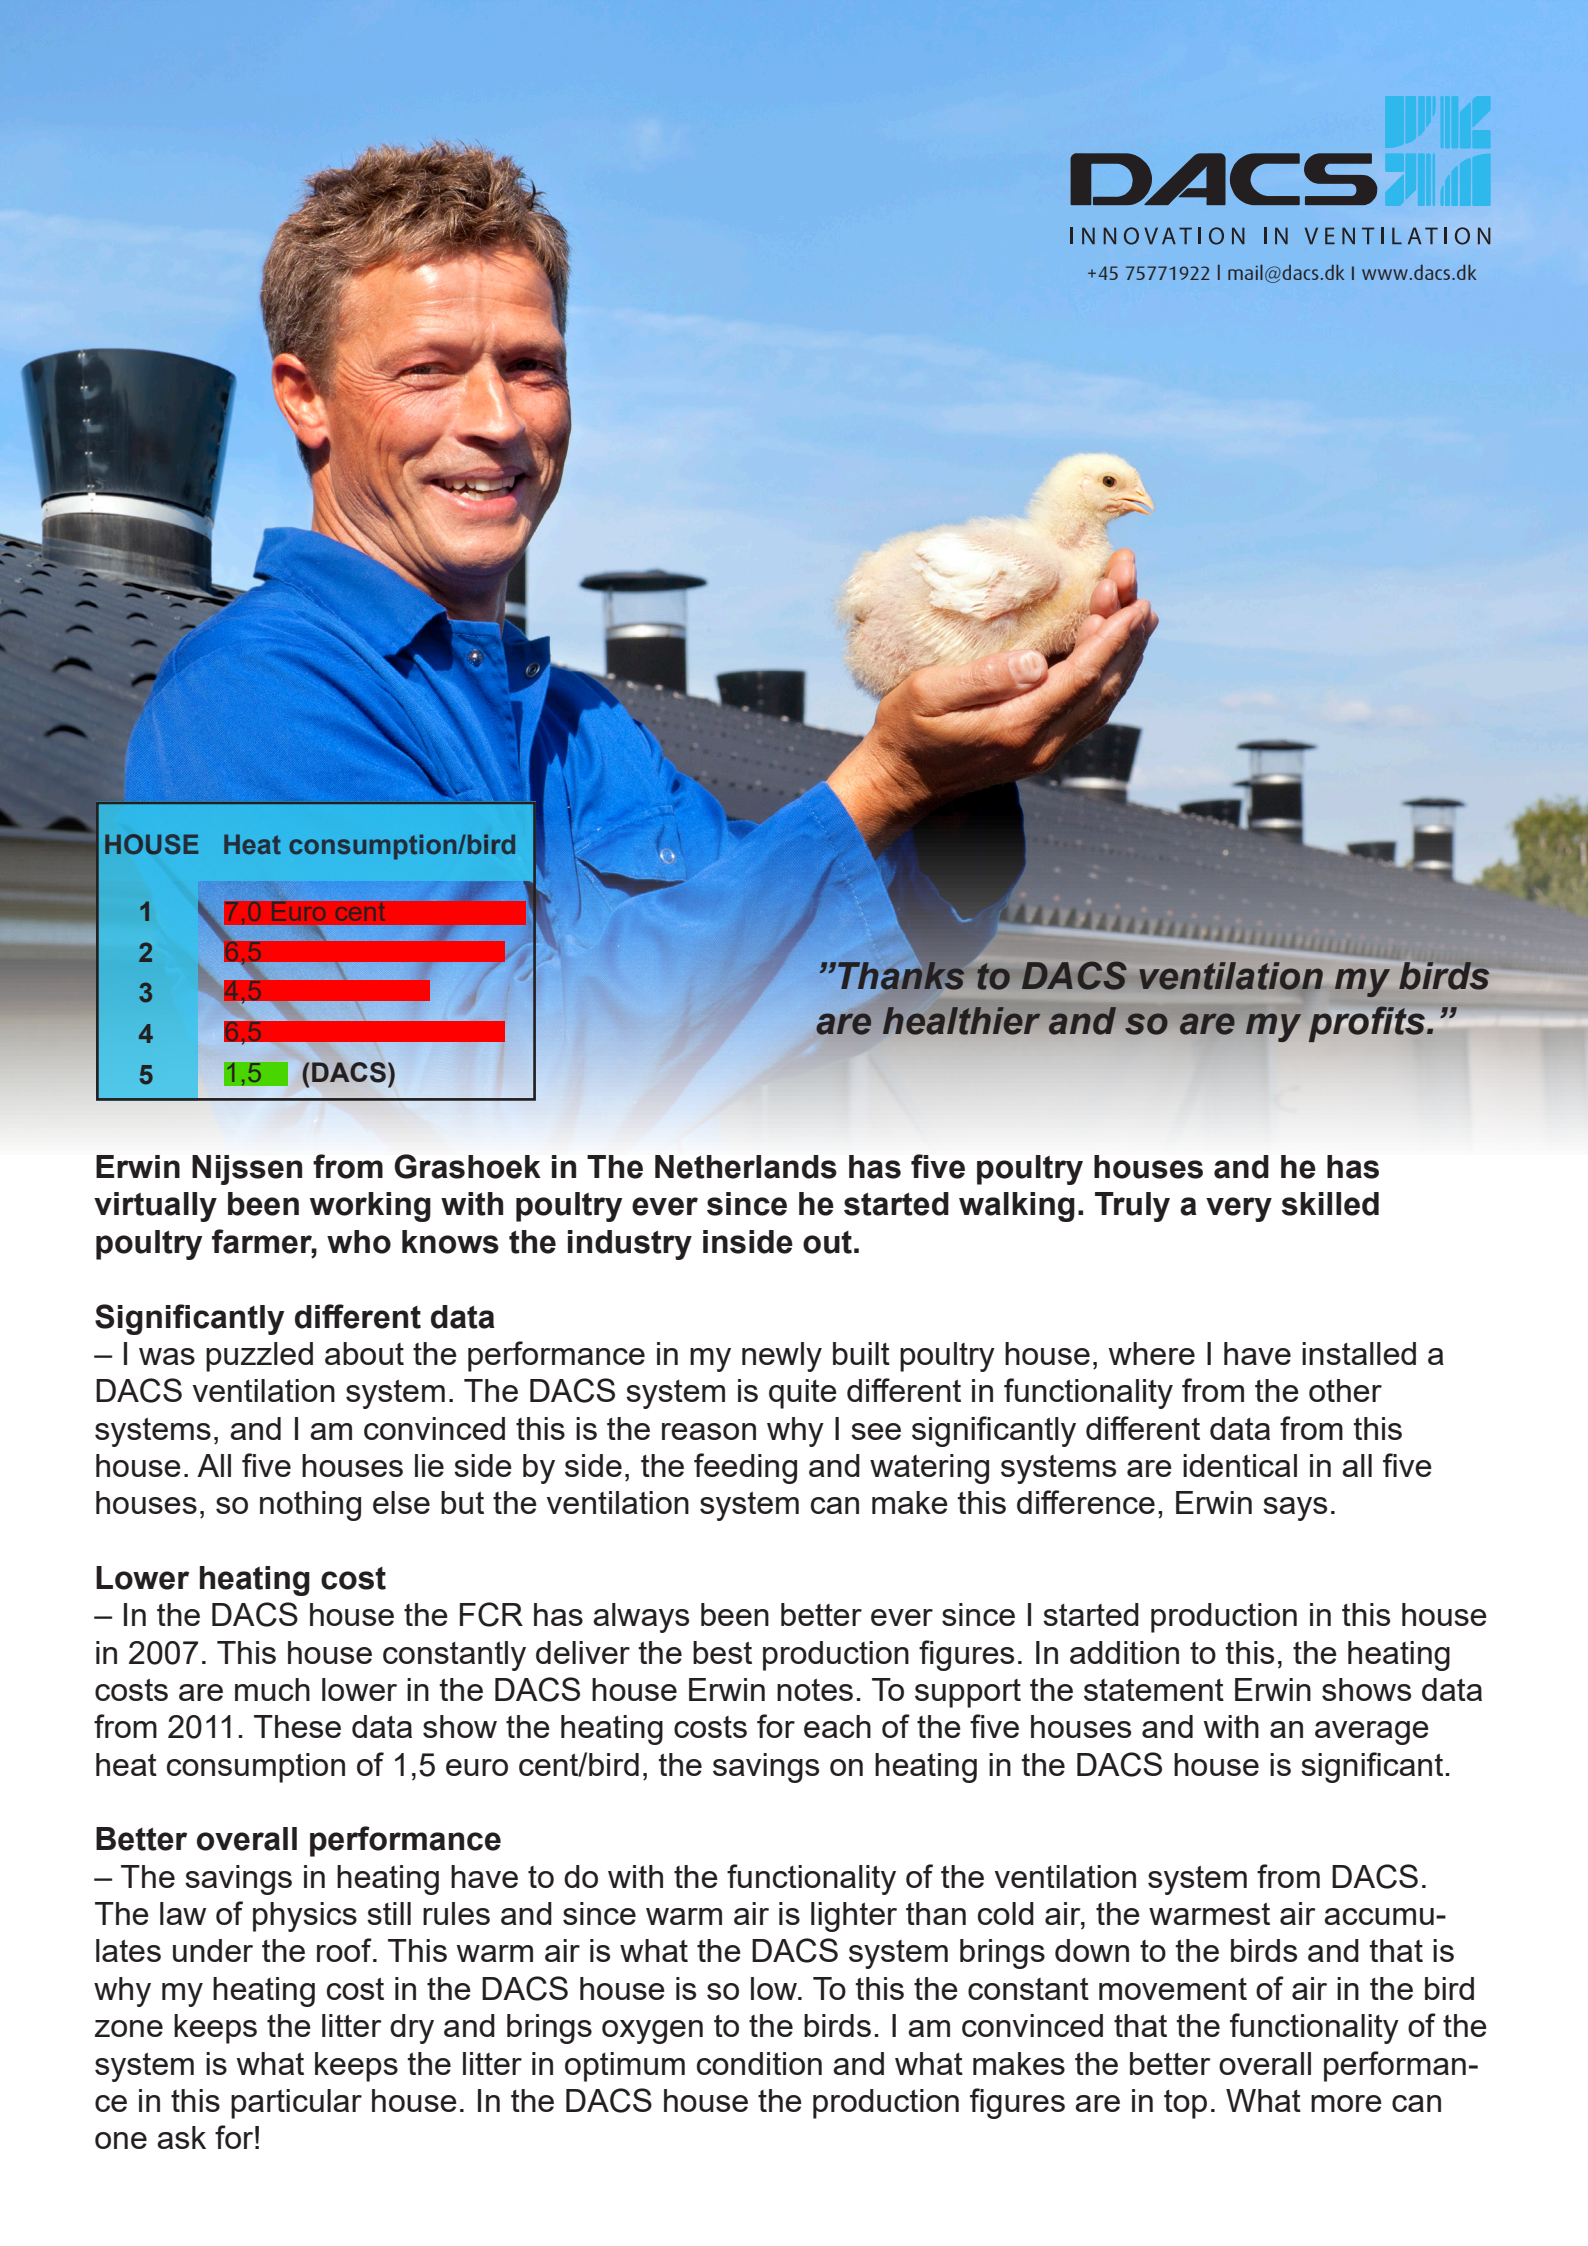 DACS
INNOVATION IN VENTILATION
+45 75771922 | mail@dacs.dk | www.dacs.dk
HOUSE Heat consumption/bird
1 7,0 Euro cent
2 6,5
3 4,5
4 6,5
5 1,5 (DACS)
”Thanks to DACS ventilation my birds
are healthier and so are my profits.”
Erwin Nijssen from Grashoek in The Netherlands has five poultry houses and he has
virtually been working with poultry ever since he started walking. Truly a very skilled
poultry farmer, who knows the industry inside out.
Significantly different data
– I was puzzled about the performance in my newly built poultry house, where I have installed a
DACS ventilation system. The DACS system is quite different in functionality from the other
systems, and I am convinced this is the reason why I see significantly different data from this
house. All five houses lie side by side, the feeding and watering systems are identical in all five
houses, so nothing else but the ventilation system can make this difference, Erwin says.
Lower heating cost
– In the DACS house the FCR has always been better ever since I started production in this house
in 2007. This house constantly deliver the best production figures. In addition to this, the heating
costs are much lower in the DACS house Erwin notes. To support the statement Erwin shows data
from 2011. These data show the heating costs for each of the five houses and with an average
heat consumption of 1,5 euro cent/bird, the savings on heating in the DACS house is significant.
Better overall performance
– The savings in heating have to do with the functionality of the ventilation system from DACS.
The law of physics still rules and since warm air is lighter than cold air, the warmest air accumu-
lates under the roof. This warm air is what the DACS system brings down to the birds and that is
why my heating cost in the DACS house is so low. To this the constant movement of air in the bird
zone keeps the litter dry and brings oxygen to the birds. I am convinced that the functionality of the
system is what keeps the litter in optimum condition and what makes the better overall performan-
ce in this particular house. In the DACS house the production figures are in top. What more can
one ask for!